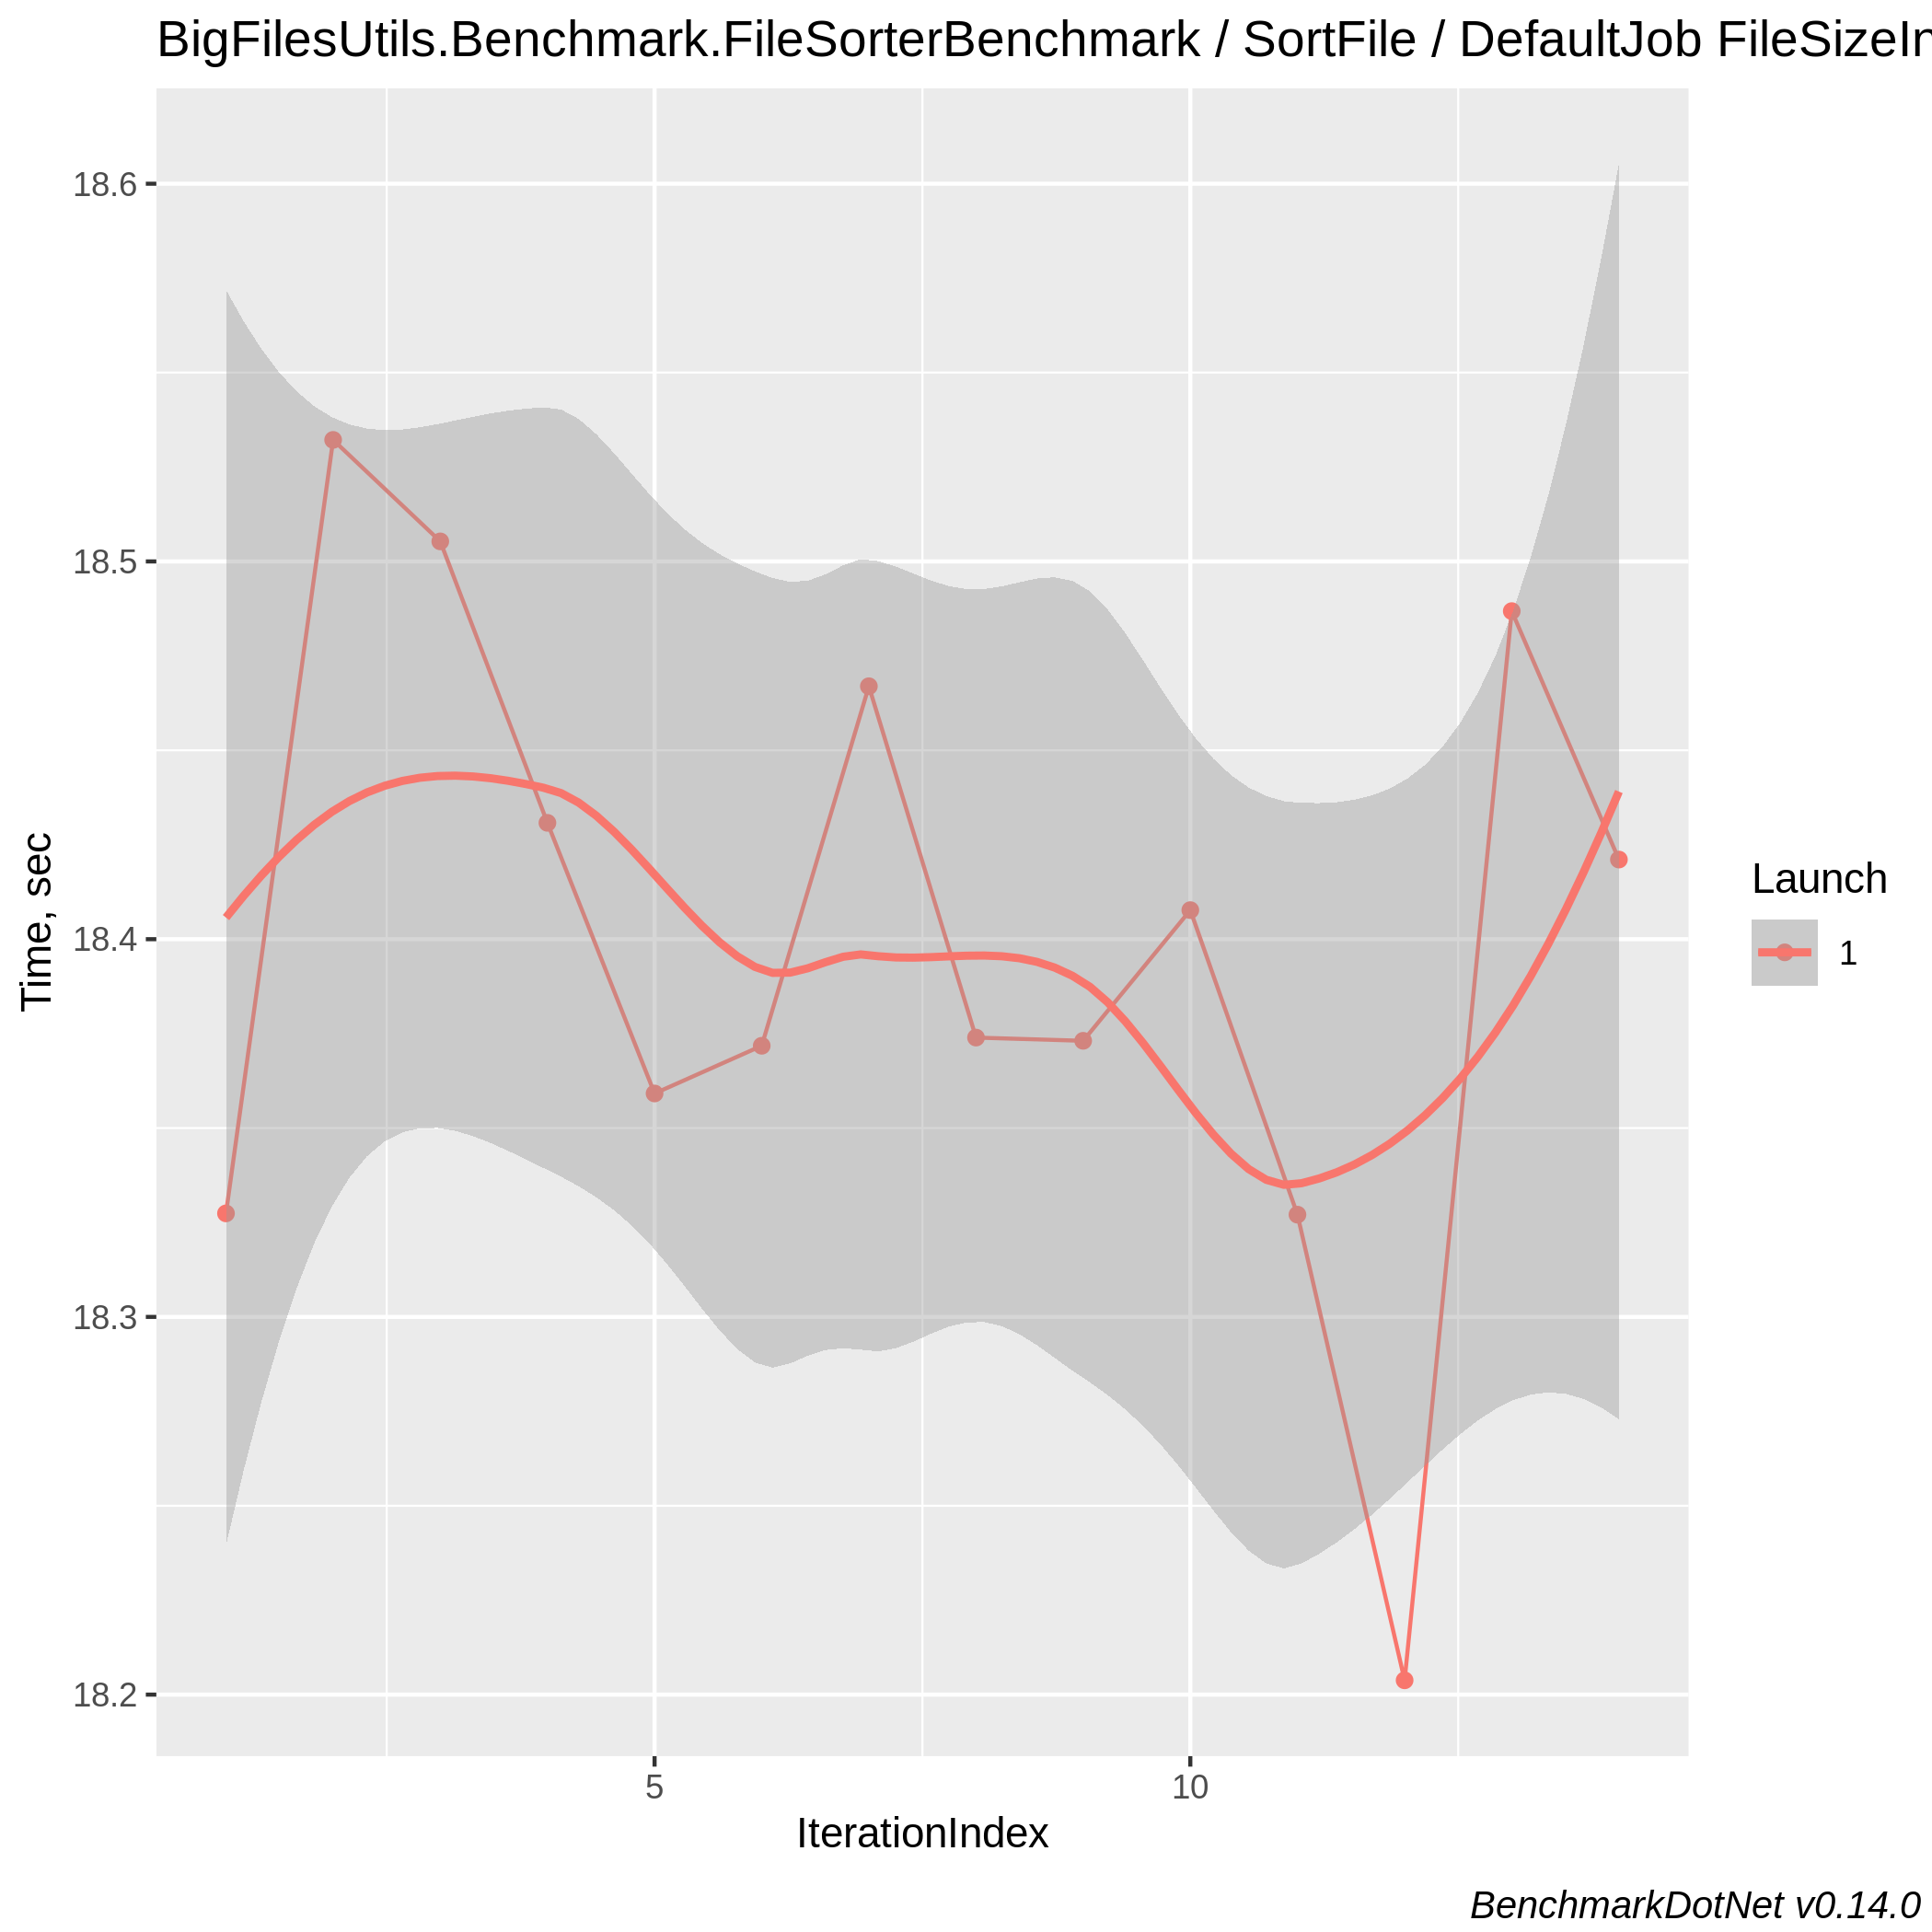 BigFilesUtils.Benchmark.FileSorterBenchmark / SortFile / DefaultJob FileSizeIn
18.6
18.5
18.4
18.3
18.2
Time, sec
5
10
IterationIndex
Launch
1
BenchmarkDotNet v0.14.0